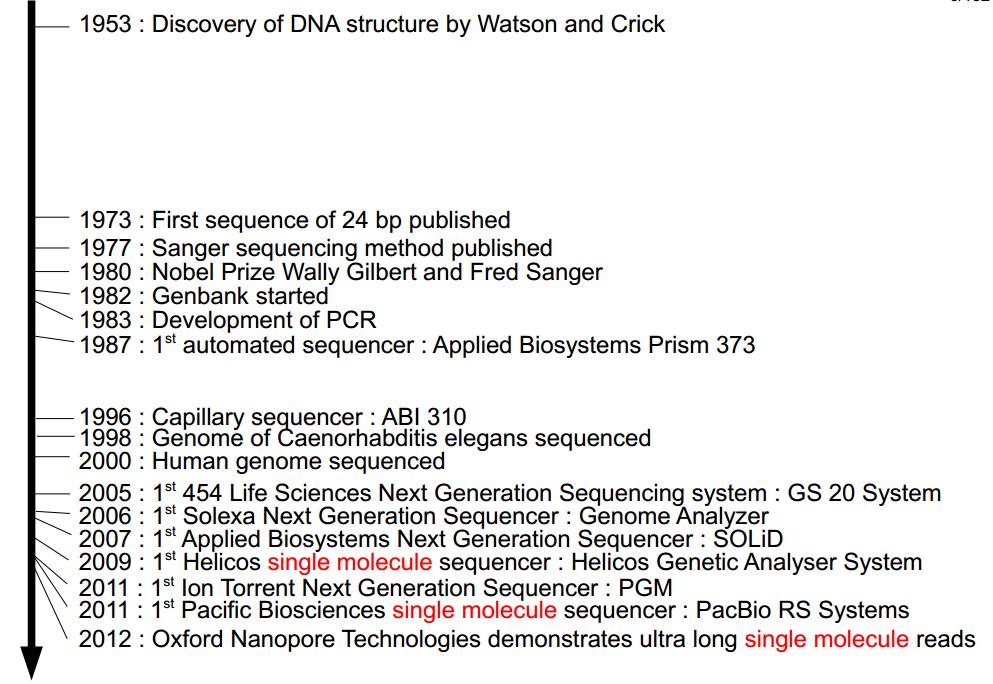 1953 : Discovery of DNA structure by Watson and Crick
1973 : First sequence of 24 bp published
1977 : Sanger sequencing method published
1980 : Nobel Prize Wally Gilbert and Fred Sanger
1982 : Genbank started
1983 : Development of PCR
1987 : 1st automated sequencer : Applied Biosystems Prism 373
1996 : Capillary sequencer : ABI 310
1998 : Genome of Caenorhabditis elegans sequenced
2000 : Human genome sequenced
2005 : 1st 454 Life Sciences Next Generation Sequencing system : GS 20 System
2006 : 1st Solexa Next Generation Sequencer : Genome Analyzer
2007 : 1st Applied Biosystems Next Generation Sequencer : SOLiD
2009 : 1st Helicos single molecule sequencer : Helicos Genetic Analyser System
2011 : 1st Ion Torrent Next Generation Sequencer : PGM
2011 : 1st Pacific Biosciences single molecule sequencer : PacBio RS Systems
2012 : Oxford Nanopore Technologies demonstrates ultra long single molecule reads